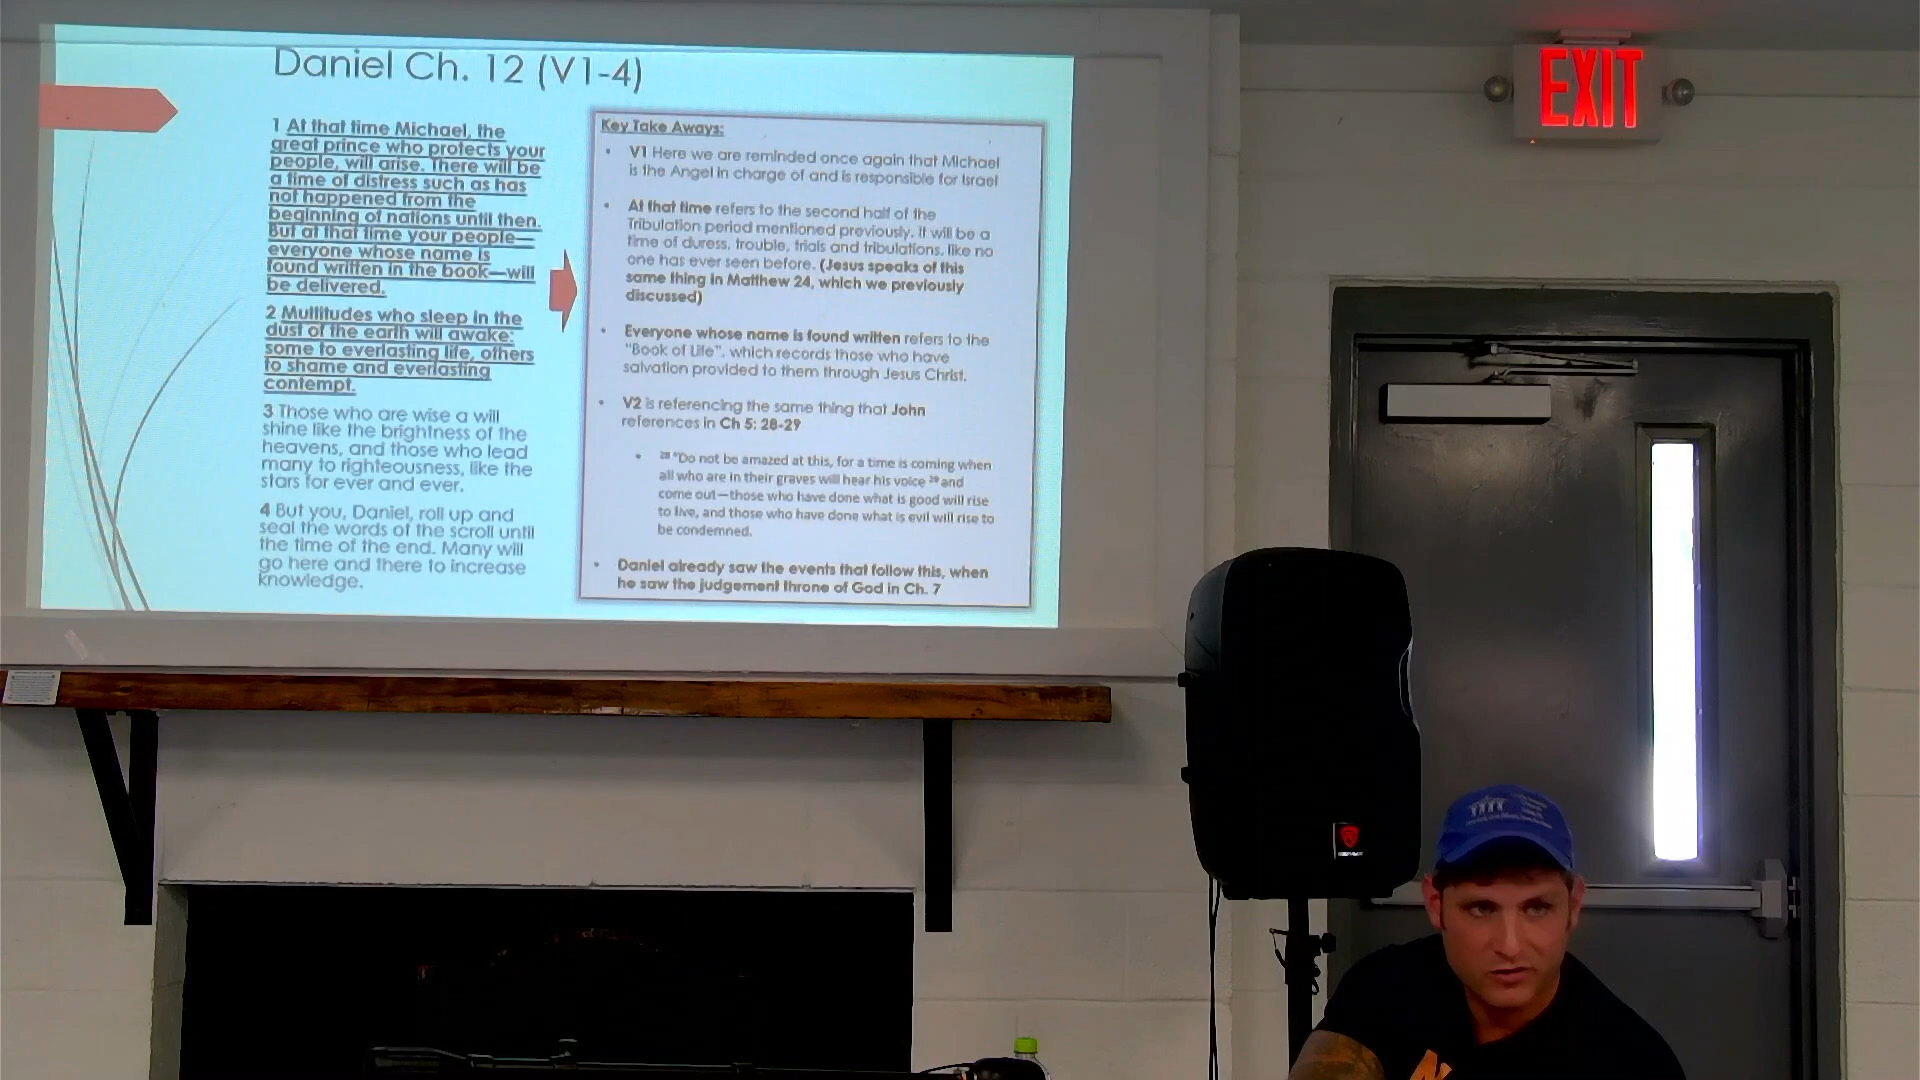 Daniel Ch. 12 (V1-4)
1 At that time Michael, the
great prince who protects your
people, will arise. There will be
a time of distress such as has
not happened from the
beginning of nations until then.
But at that time your people—
everyone whose name is
found written in the book—will
be delivered.
2 Multitudes who sleep in the
dust of the earth will awake:
some to everlasting life, others
to shame and everlasting
contempt.
3 Those who are wise a will
shine like the brightness of the
heavens, and those who lead
many to righteousness, like the
stars for ever and ever.
4 But you, Daniel, roll up and
seal the words of the scroll until
the time of the end. Many will
go here and there to increase
knowledge.
Key Take Aways:
• V1 Here we are reminded once again that Michael
is the Angel in charge of and is responsible for Israel
• At that time refers to the second half of the
Tribulation period mentioned previously. It will be a
time of duress, trouble, trials and tribulations, like no
one has ever seen before. (Jesus speaks of this
same thing in Matthew 24, which we previously
discussed)
• Everyone whose name is found written refers to the
"Book of Life", which records those who have
salvation provided to them through Jesus Christ.
• V2 is referencing the same thing that John
references in Ch 5: 28-29
• 28 "Do not be amazed at this, for a time is coming when
all who are in their graves will hear his voice 29 and
come out—those who have done what is good will rise
to live, and those who have done what is evil will rise to
be condemned.
• Daniel already saw the events that follow this, when
he saw the judgement throne of God in Ch. 7
EXIT